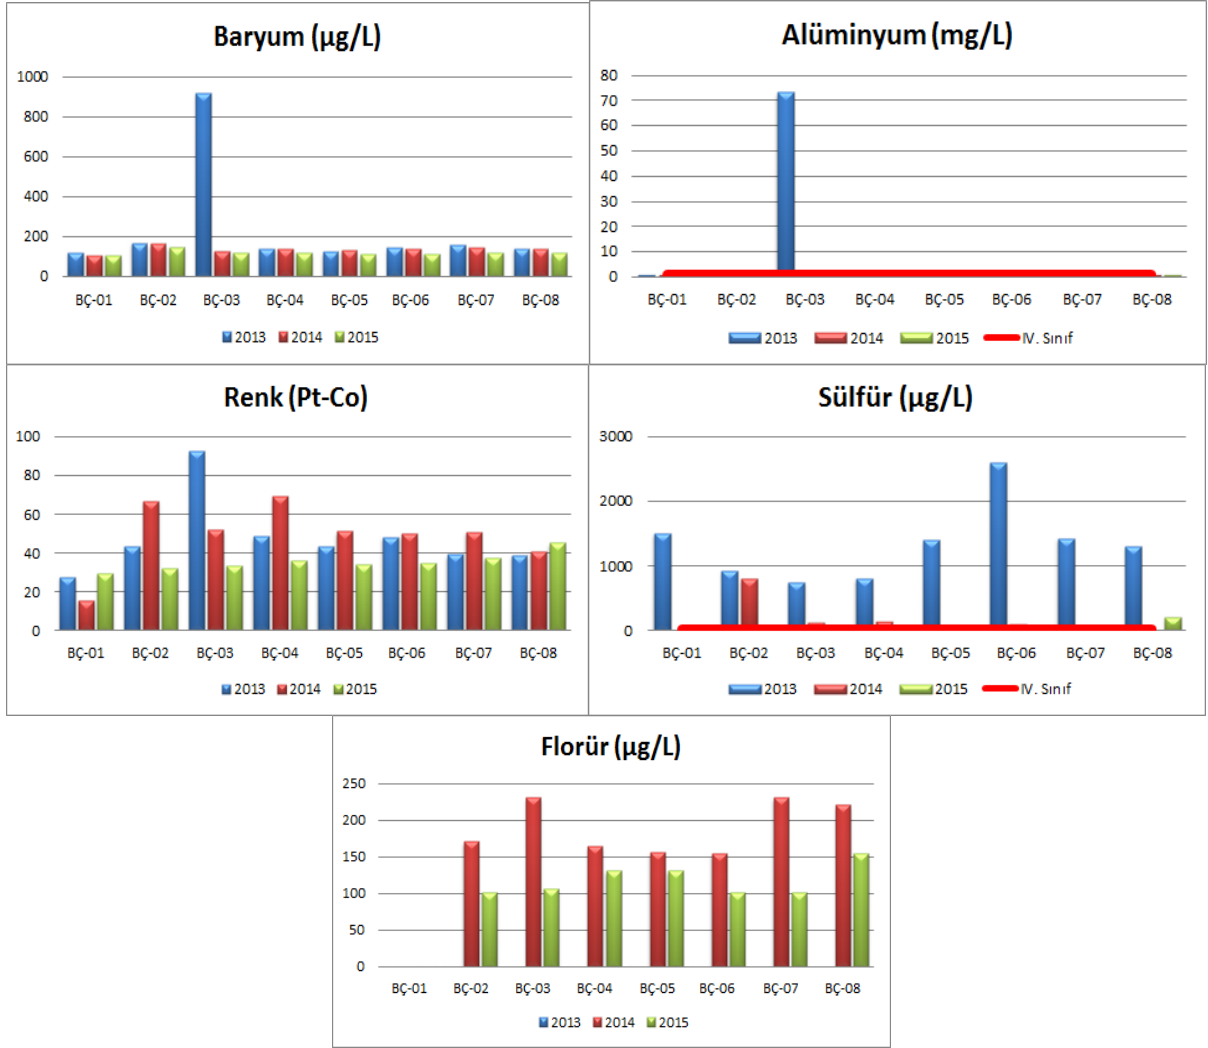 Baryum (µg/L)
1000
800
600
400
200
0
BÇ-01 BÇ-02 BÇ-03 BÇ-04 BÇ-05 BÇ-06 BÇ-07 BÇ-08
2013 2014 2015
Alüminyum (mg/L)
80
70
60
50
40
30
20
10
0
BÇ-01 BÇ-02 BÇ-03 BÇ-04 BÇ-05 BÇ-06 BÇ-07 BÇ-08
2013 2014 2015 IV. Sınıf
Renk (Pt-Co)
100
80
60
40
20
0
BÇ-01 BÇ-02 BÇ-03 BÇ-04 BÇ-05 BÇ-06 BÇ-07 BÇ-08
2013 2014 2015
Sülfür (µg/L)
3000
2000
1000
0
BÇ-01 BÇ-02 BÇ-03 BÇ-04 BÇ-05 BÇ-06 BÇ-07 BÇ-08
2013 2014 2015 IV. Sınıf
Florür (µg/L)
250
200
150
100
50
0
BÇ-01 BÇ-02 BÇ-03 BÇ-04 BÇ-05 BÇ-06 BÇ-07 BÇ-08
2013 2014 2015